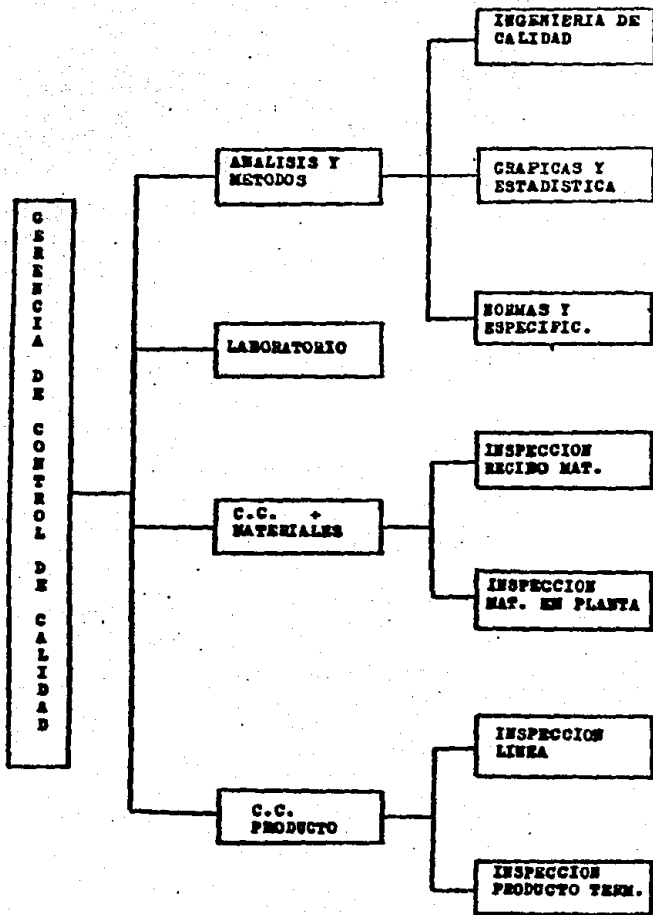 GERENCIA DE CONTROL DE CALIDAD
ANALISIS Y
METODOS
INGENIERIA DE
CALIDAD
GRAFICAS Y
ESTADISTICA
NORMAS Y
ESPECIFIC.
LABORATORIO
C.C. +
MATERIALES
INSPECCION
RECIBO MAT.
INSPECCION
MAT. EN PLANTA
C.C.
PRODUCTO
INSPECCION
LINEA
INSPECCION
PRODUCTO TERM.